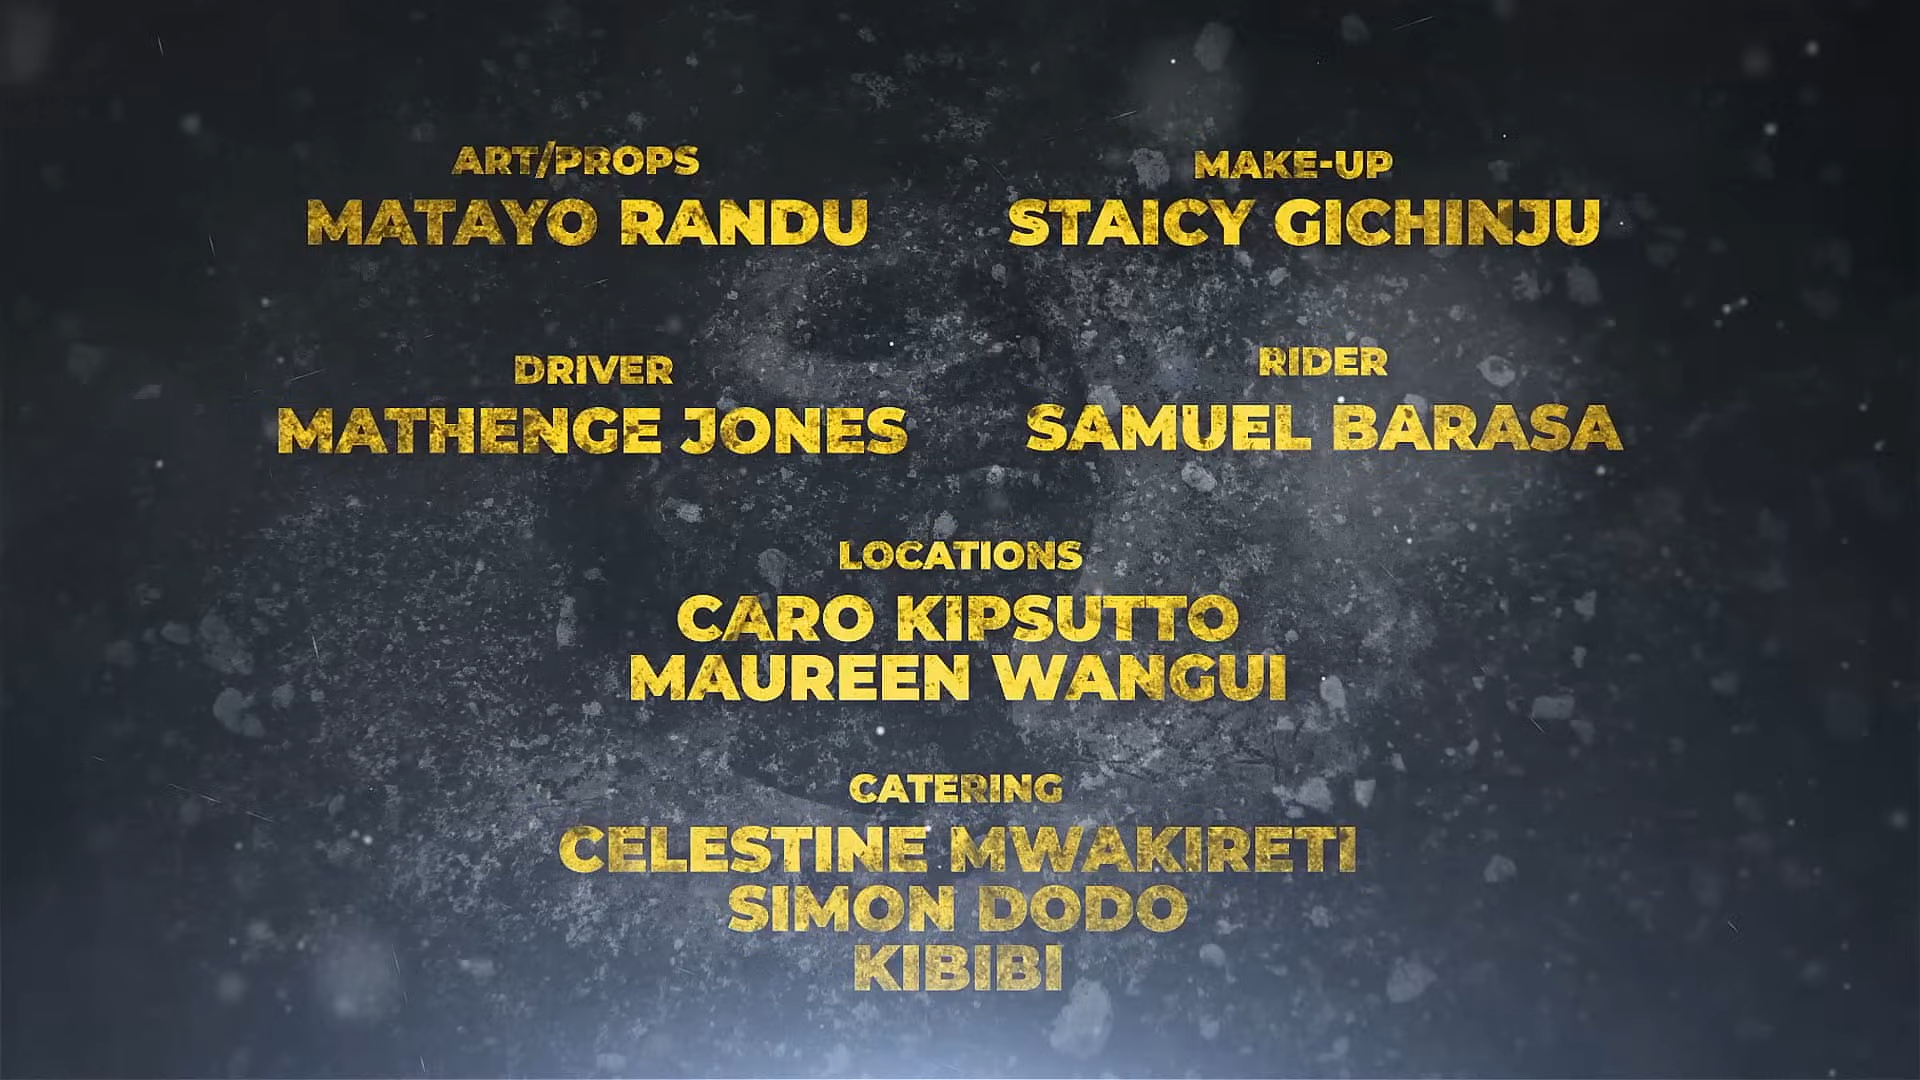 ART/PROPS
MATAYO RANDU
MAKE-UP
STAICY GICHINJU
DRIVER
MATHENGE JONES
RIDER
SAMUEL BARASA
LOCATIONS
CARO KIPSUTTO
MAUREEN WANGUI
CATERING
CELESTINE MWAKIRETI
SIMON DODO
KIBIBI